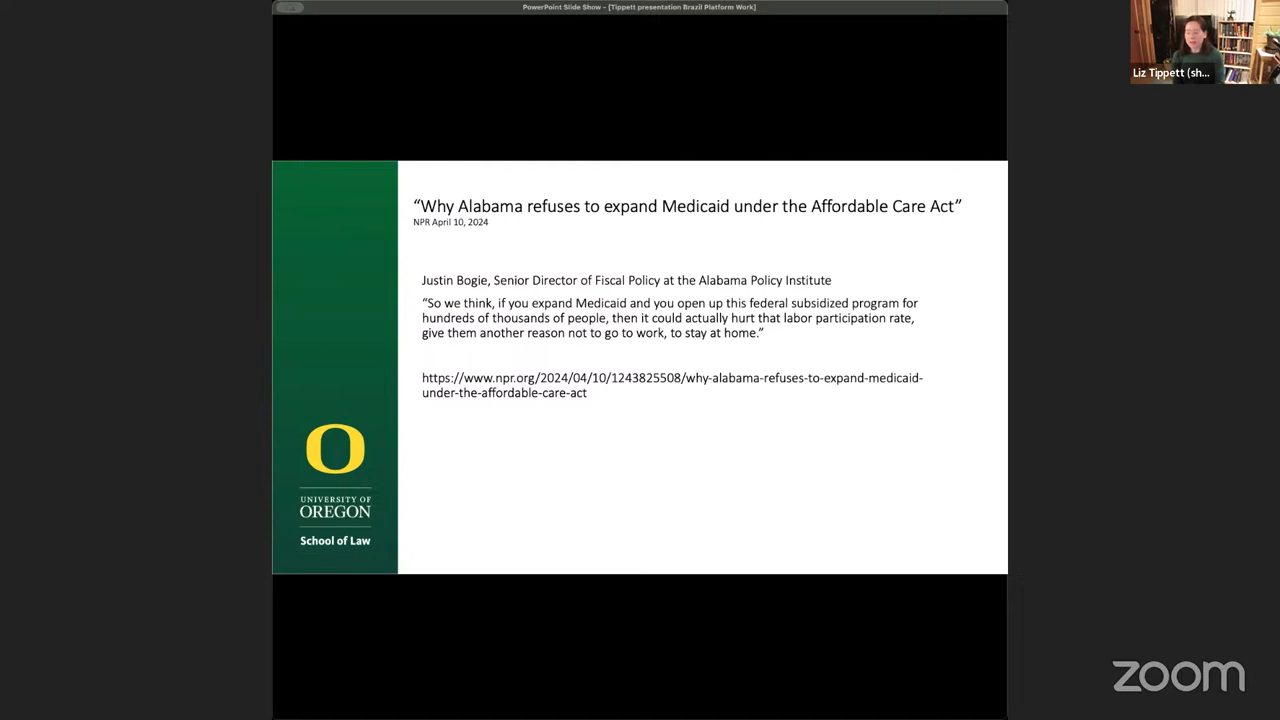 PowerPoint Slide Show - [Tippett presentation Brazil Platform Work]
Liz Tippett (sh...
“Why Alabama refuses to expand Medicaid under the Affordable Care Act”
NPR April 10, 2024
Justin Bogie, Senior Director of Fiscal Policy at the Alabama Policy Institute
“So we think, if you expand Medicaid and you open up this federal subsidized program for
hundreds of thousands of people, then it could actually hurt that labor participation rate,
give them another reason not to go to work, to stay at home.”
https://www.npr.org/2024/04/10/1243825508/why-alabama-refuses-to-expand-medicaid-
under-the-affordable-care-act
O
UNIVERSITY OF
OREGON
School of Law
zoom